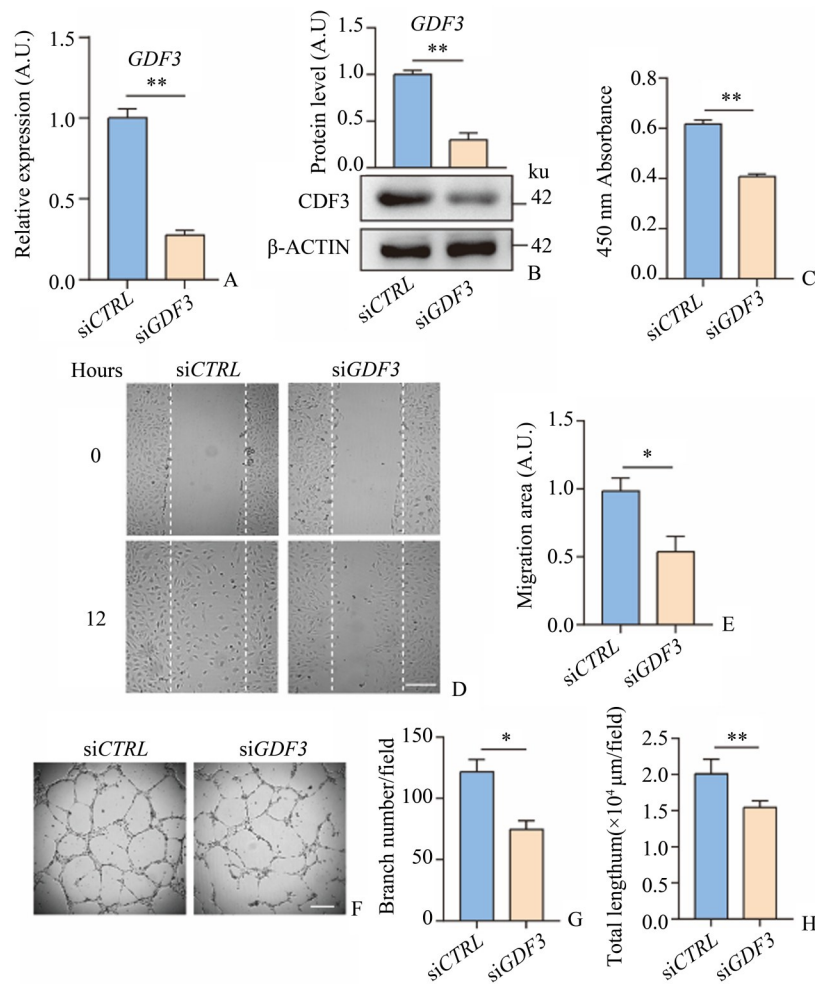 Relative expression (A.U.)
1.5
1.0
0.5
0.0
GDF3
**
siCTRL
siGDF3
A
Protein level (A.U)
1.5
1.0
0.5
0.0
GDF3
**
ku
CDF3
42
β-ACTIN
42
siCTRL
siGDF3
B
450 nm Absorbance
0.8
0.6
0.4
0.2
0.0
**
siCTRL
siGDF3
C
Hours
siCTRL
siGDF3
0
12
D
Migration area (A.U.)
1.5
1.0
0.5
0.0
*
siCTRL
siGDF3
E
siCTRL
siGDF3
F
Branch number/field
150
100
50
0
*
siCTRL
siGDF3
G
Total lengthum(×10⁴ μm/field)
2.5
2.0
1.5
2.0
0.5
0.0
**
siCTRL
siGDF3
H